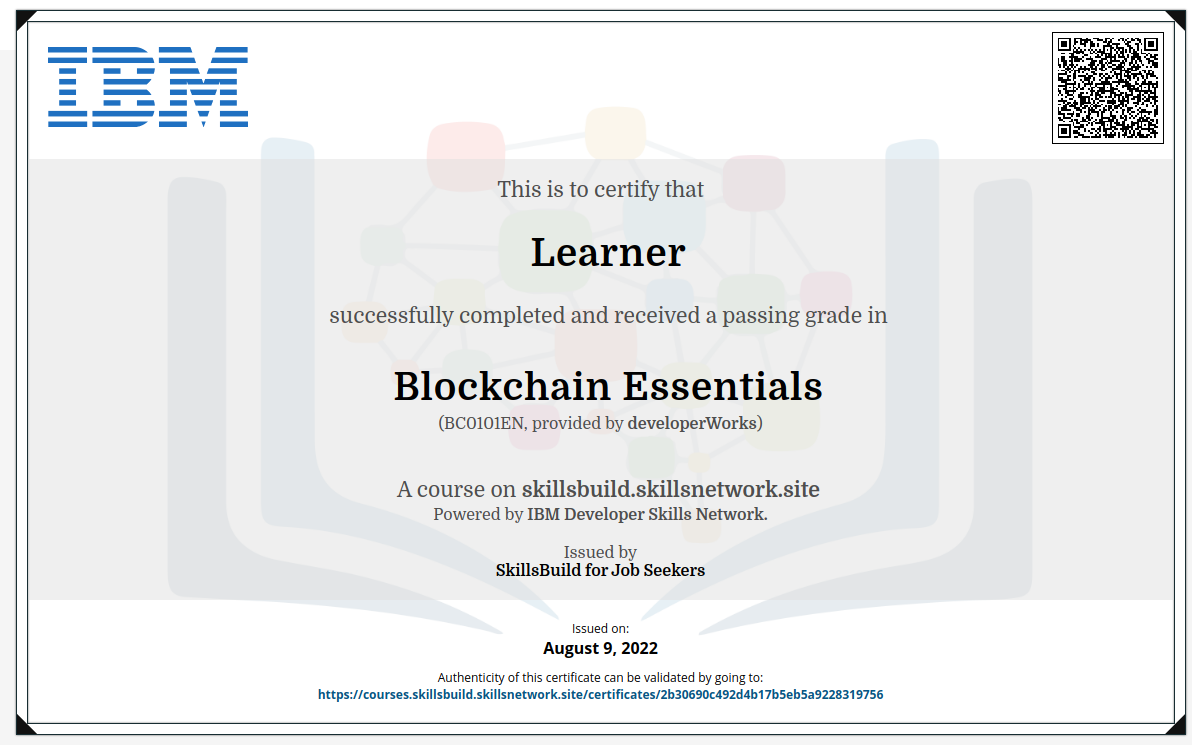 IBM
This is to certify that
Learner
successfully completed and received a passing grade in
Blockchain Essentials
(BC0101EN, provided by developerWorks)
A course on skillsbuild.skillsnetwork.site
Powered by IBM Developer Skills Network.
Issued by
SkillsBuild for Job Seekers
Issued on:
August 9, 2022
Authenticity of this certificate can be validated by going to:
https://courses.skillsbuild.skillsnetwork.site/certificates/2b30690c492d4b17b5eb5a9228319756